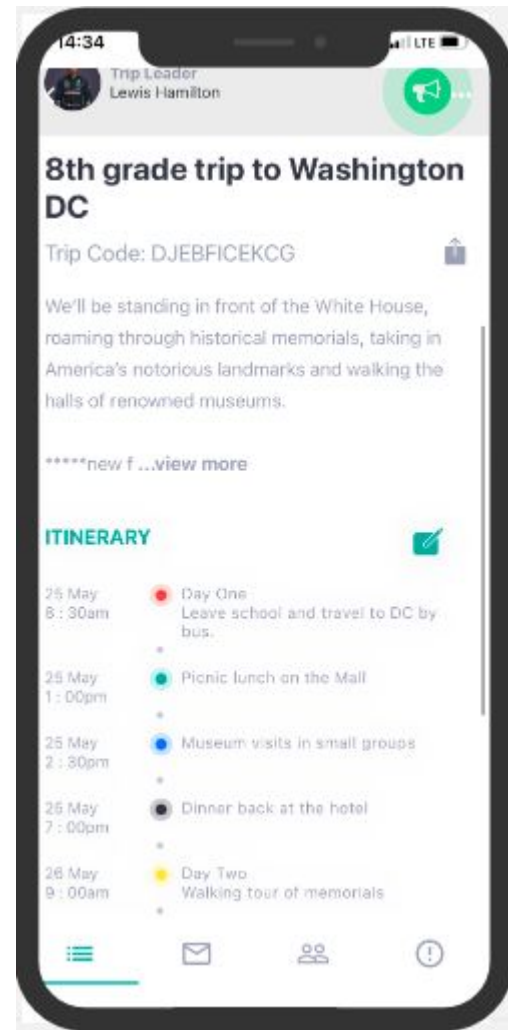 14:34
LTE
Trip Leader
Lewis Hamilton
8th grade trip to Washington
DC
Trip Code: DJEBFICEKCG
We'll be standing in front of the White House,
roaming through historical memorials, taking in
America's notorious landmarks and walking the
halls of renowned museums.
*****new f ...view more
ITINERARY
25 May
8 : 30am
Day One
Leave school and travel to DC by
bus.
25 May
1 : 00pm
Picnic lunch on the Mall
25 May
2 : 30pm
Museum visits in small groups
25 May
7 : 00pm
Dinner back at the hotel
26 May
9 : 00am
Day Two
Walking tour of memorials